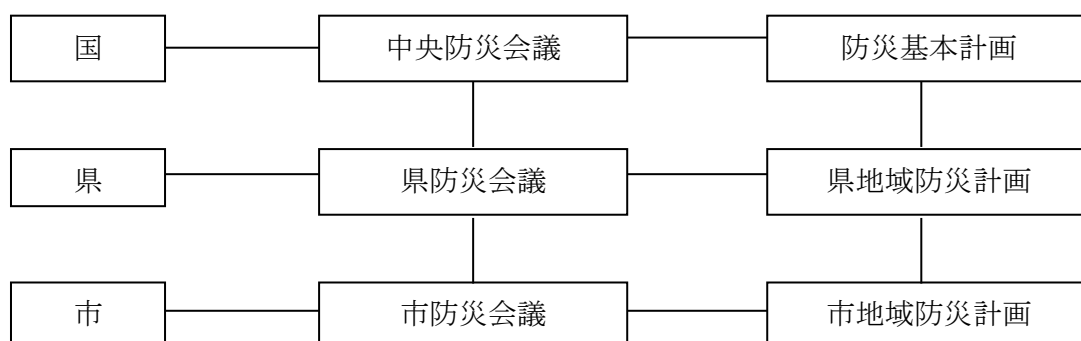 国 中央防災会議 防災基本計画
県 県防災会議 県地域防災計画
市 市防災会議 市地域防災計画